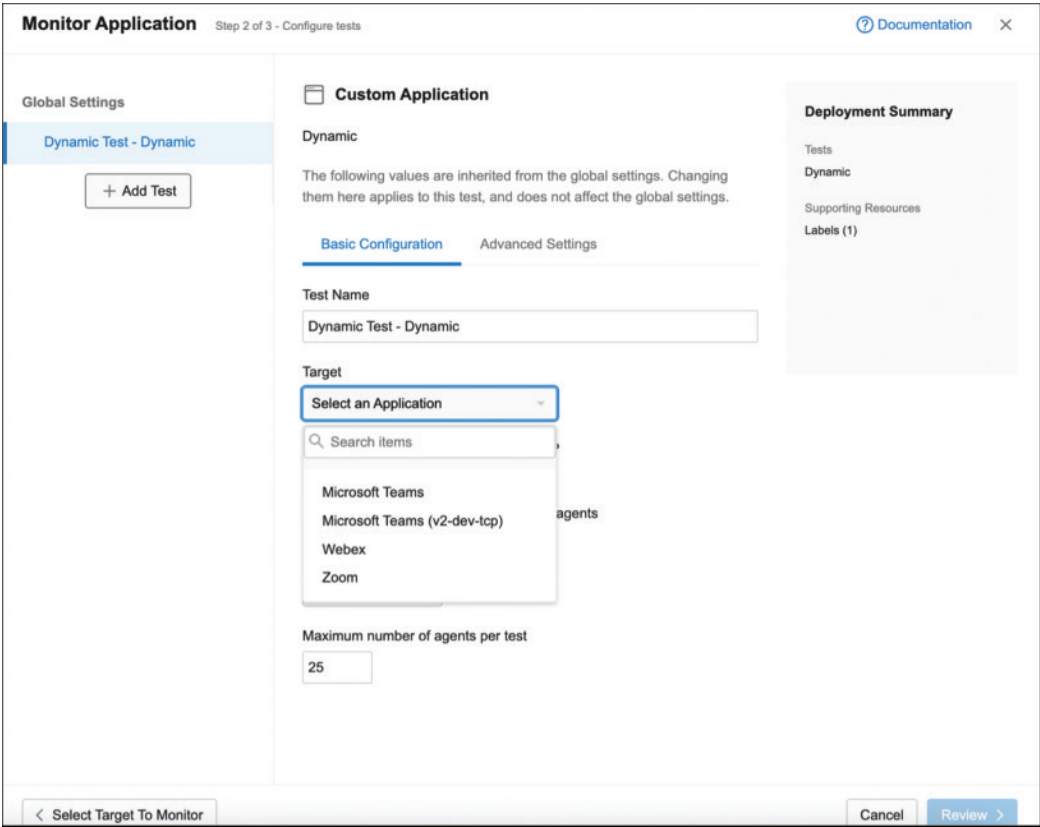 Monitor Application Step 2 of 3 - Configure tests
Documentation
Global Settings
Dynamic Test - Dynamic
+ Add Test
Custom Application
Dynamic
The following values are inherited from the global settings. Changing
them here applies to this test, and does not affect the global settings.
Basic Configuration
Advanced Settings
Test Name
Dynamic Test - Dynamic
Target
Select an Application
Search items
Microsoft Teams
Microsoft Teams (v2-dev-tcp)
Webex
Zoom
agents
Maximum number of agents per test
25
Deployment Summary
Tests
Dynamic
Supporting Resources
Labels (1)
< Select Target To Monitor
Cancel
Review >